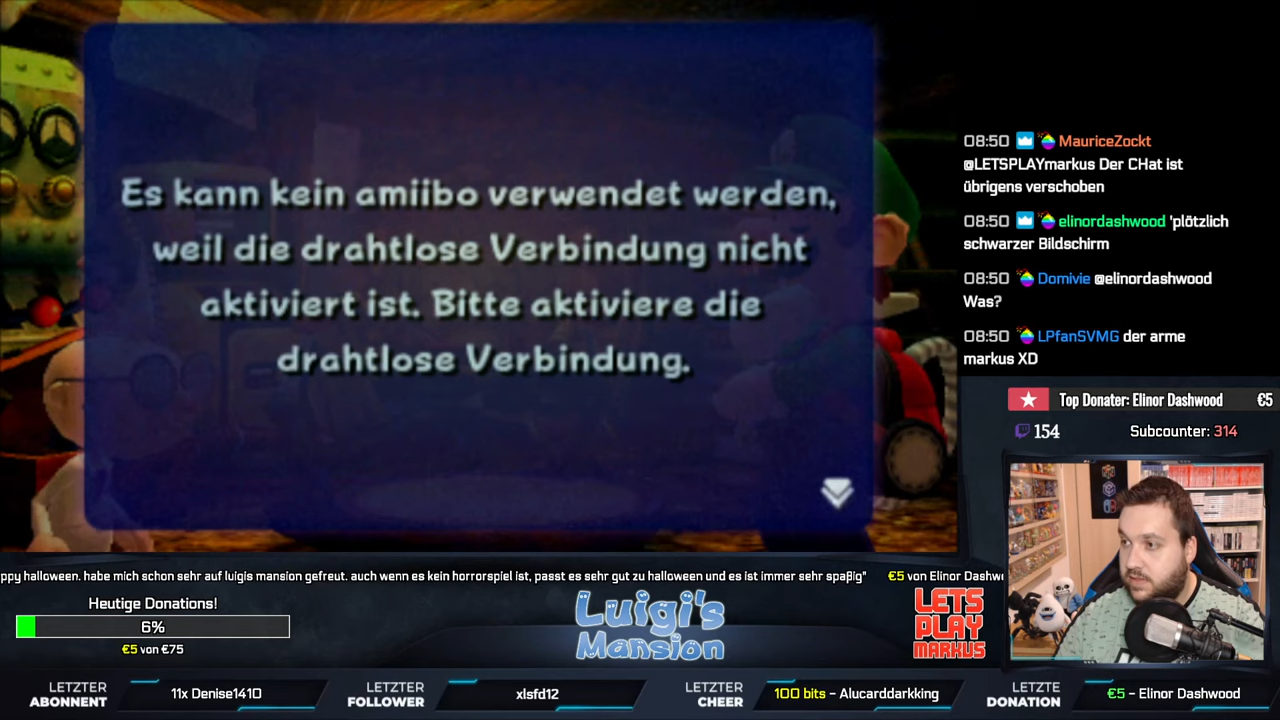 Es kann kein amiibo verwendet werden,
weil die drahtlose Verbindung nicht
aktiviert ist. Bitte aktiviere die
drahtlose Verbindung.
08:50 MauriceZockt
@LETSPLAYmarkus Der CHat ist
übrigens verschoben
08:50 elinordashwood 'plötzlich
schwarzer Bildschirm
08:50 Domivie @elinordashwood
Was?
08:50 LPfanSVMG der arme
markus XD
Top Donater: Elinor Dashwood €5
154 Subcounter: 314
ppy halloween. habe mich schon sehr auf luigis mansion gefreut. auch wenn es kein horrorspiel ist, passt es sehr gut zu halloween und es ist immer sehr spaßig" €5 von Elinor Dashw
Heutige Donations!
6%
€5 von €75
Luigi's
Mansion
LETS
PLAY
MARKUS
LETZTER
ABONNENT
11x Denise1410
LETZTER
FOLLOWER
xlsfd12
LETZTER
CHEER
100 bits - Alucarddarkking
LETZTE
DONATION
€5 - Elinor Dashwood